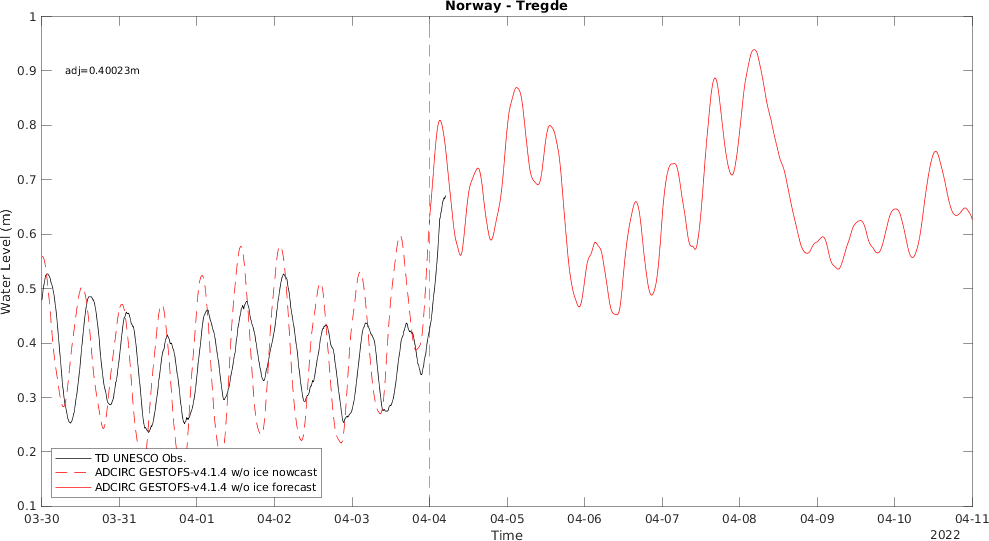 Norway - Tregde
1
0.9
adj=0.40023m
0.8
0.7
0.6
Water Level (m)
0.5
0.4
0.3
0.2
TD UNESCO Obs.
ADCIRC GESTOFS-v4.1.4 w/o ice nowcast
ADCIRC GESTOFS-v4.1.4 w/o ice forecast
0.1
03-30 03-31 04-01 04-02 04-03 04-04 04-05 04-06 04-07 04-08 04-09 04-10 04-11
Time
2022